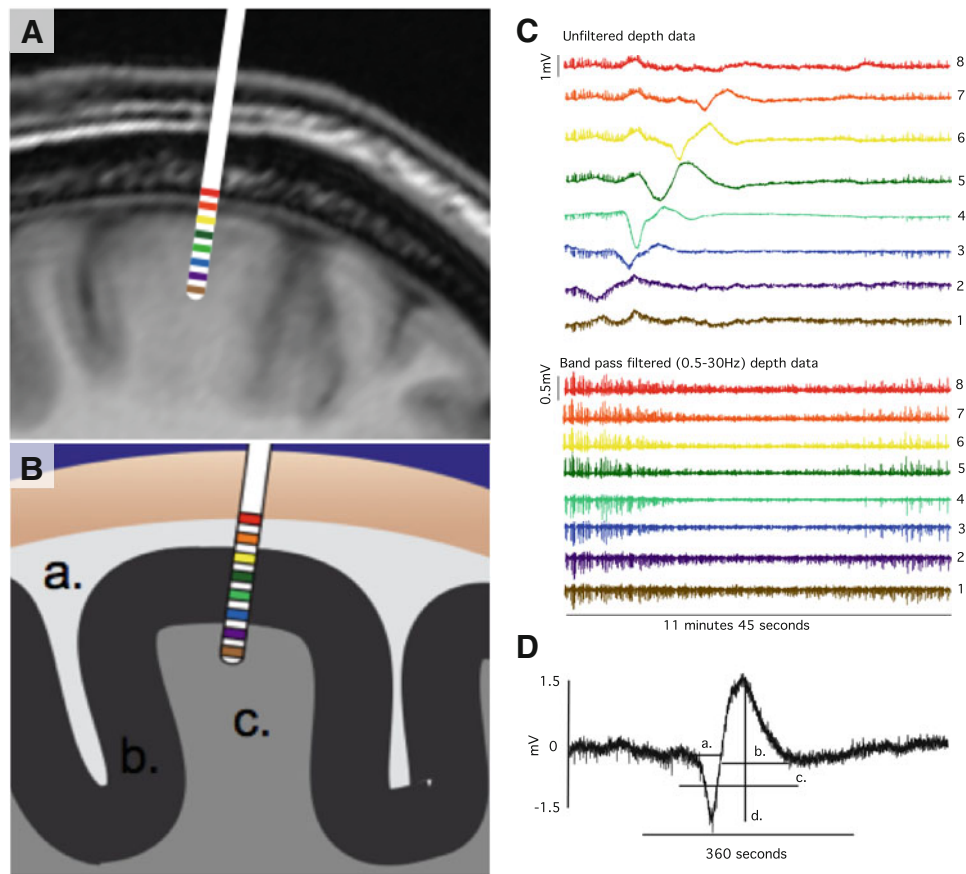 A
B
a.
b.
c.
C
Unfiltered depth data
1mV
8
7
6
5
4
3
2
1
Band pass filtered (0.5-30Hz) depth data
0.5mV
8
7
6
5
4
3
2
1
11 minutes 45 seconds
D
1.5
0
-1.5
mV
a.
b.
c.
d.
360 seconds